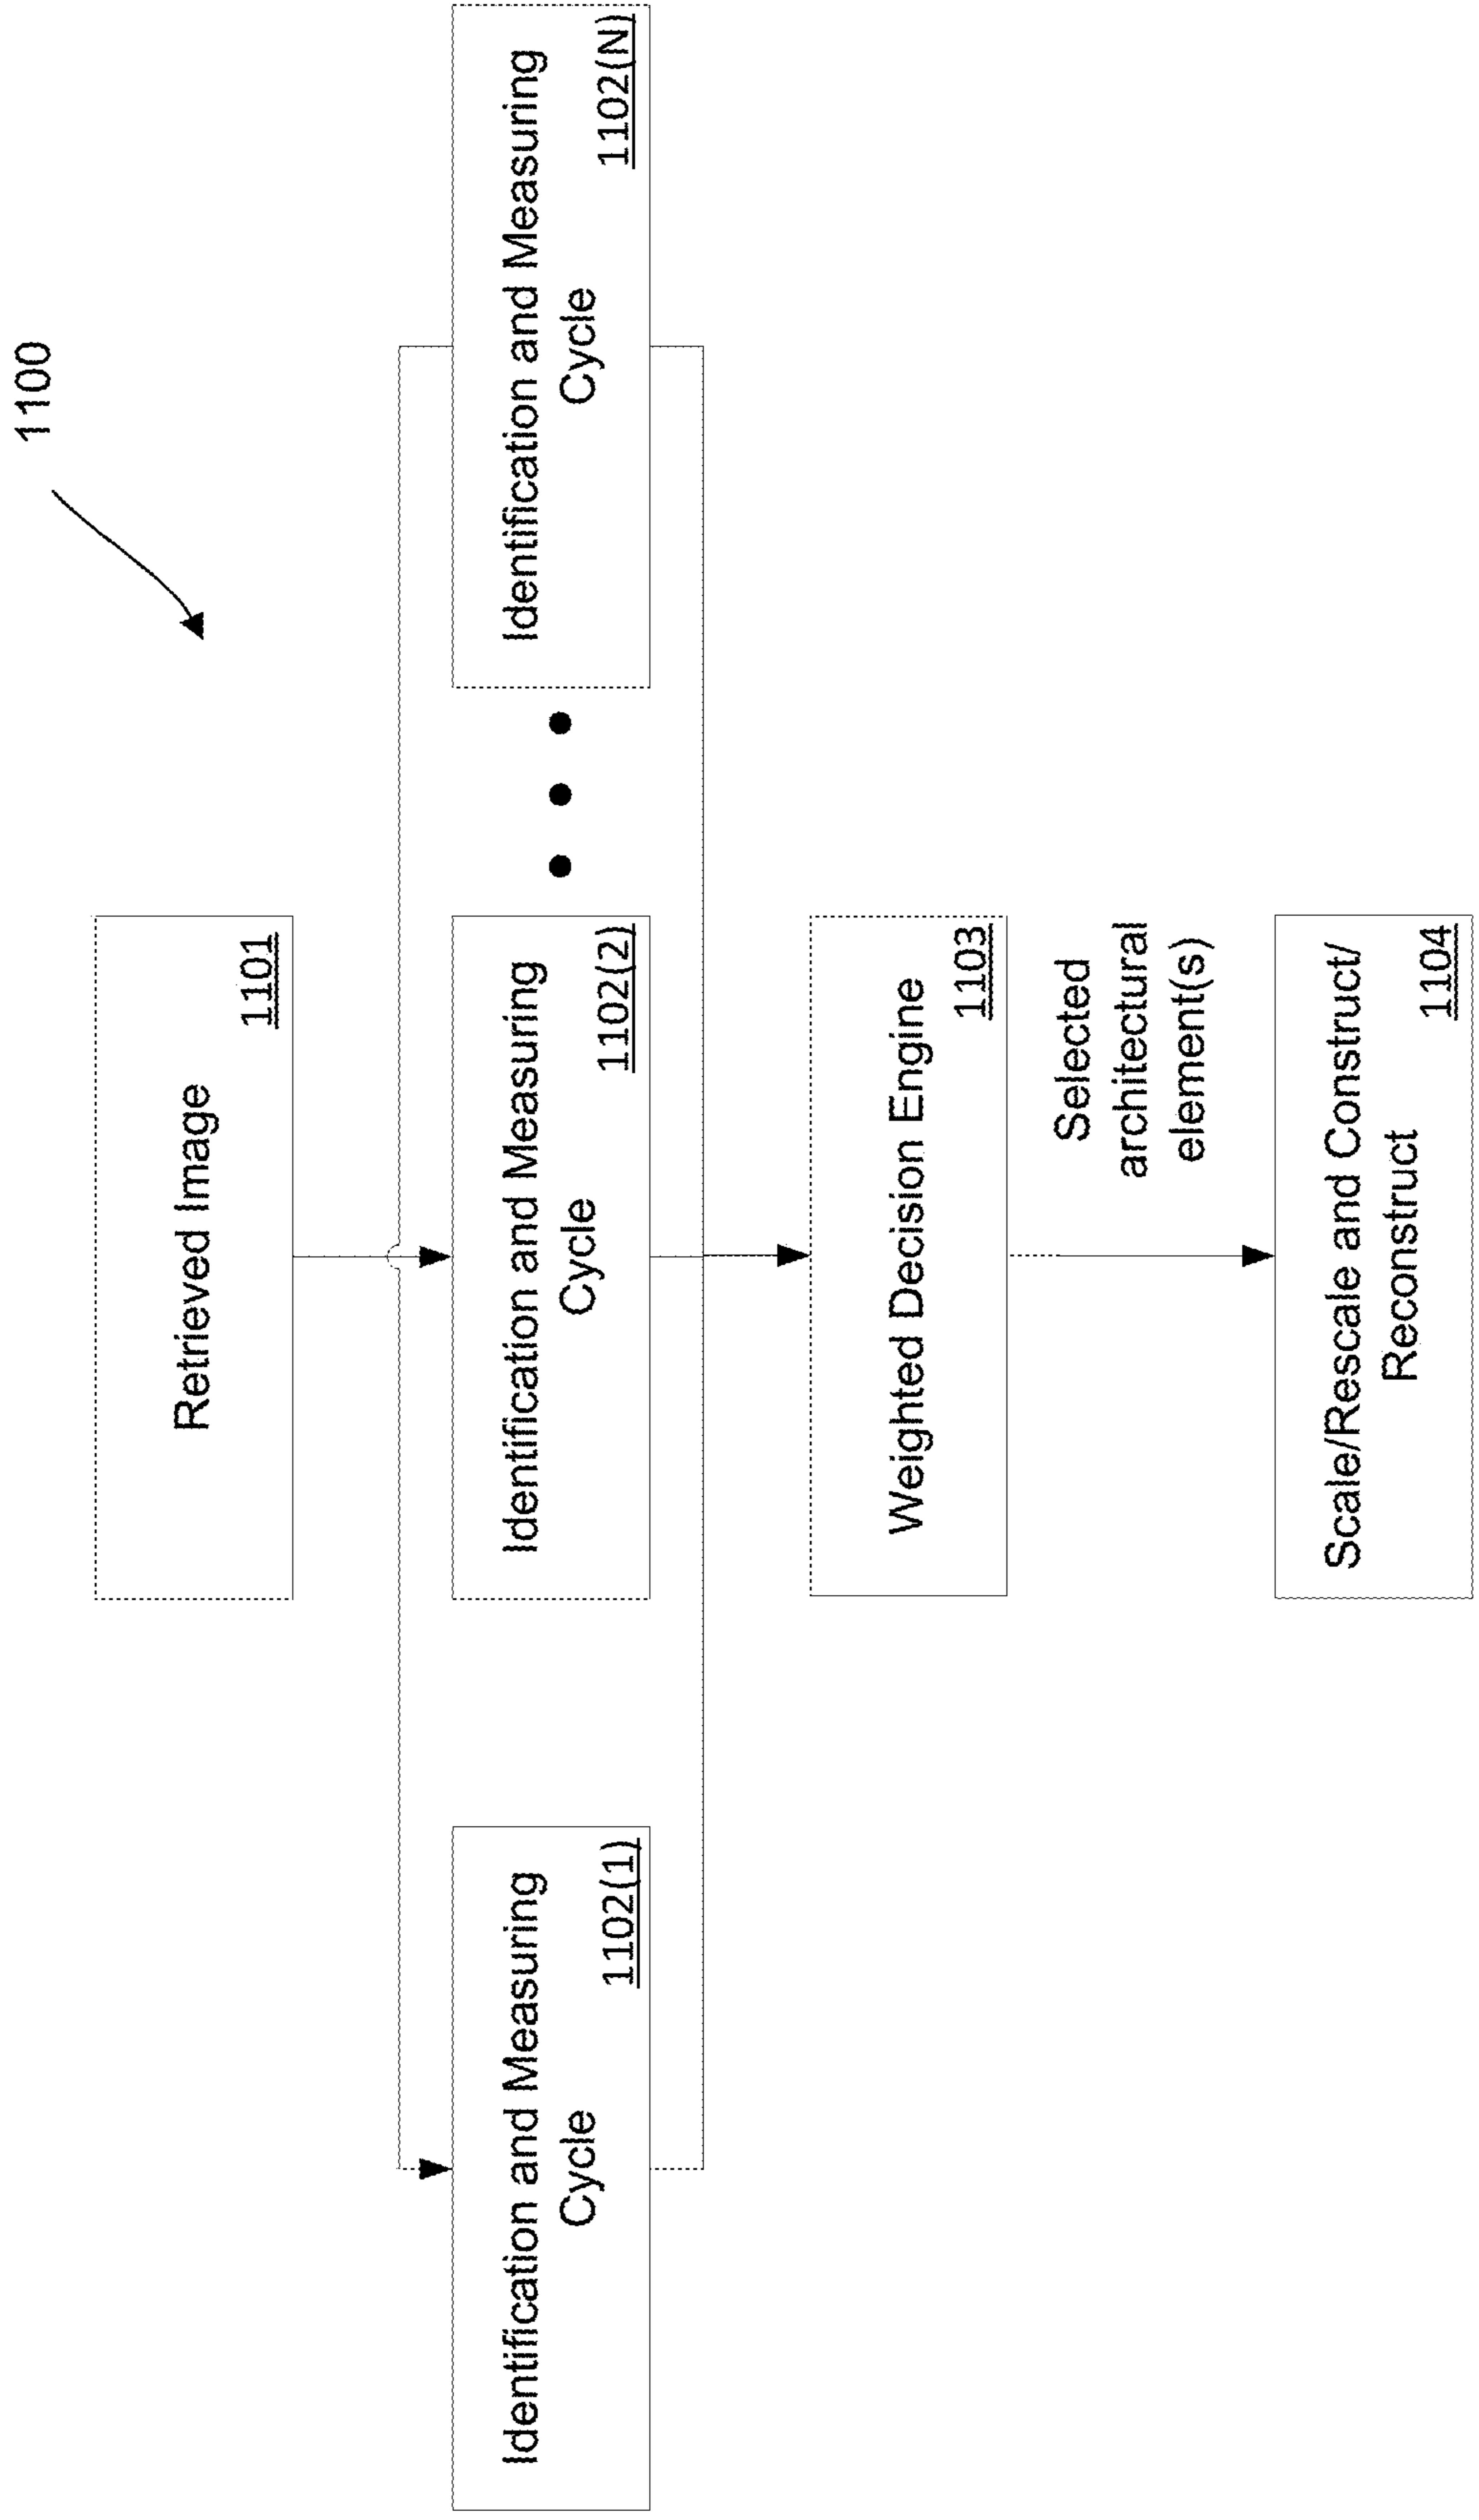 1100
Retrieved Image
1101
Identification and Measuring
Cycle
1102(1)
Identification and Measuring
Cycle
1102(2)
Identification and Measuring
Cycle
1102(N)
Weighted Decision Engine
1103
Selected
architectural
element(s)
Scale/Rescale and Construct/
Reconstruct
1104